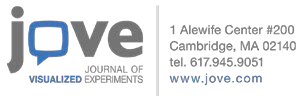 jove
JOURNAL OF
VISUALIZED EXPERIMENTS
1 Alewife Center #200
Cambridge, MA 02140
tel. 617.945.9051
www.jove.com